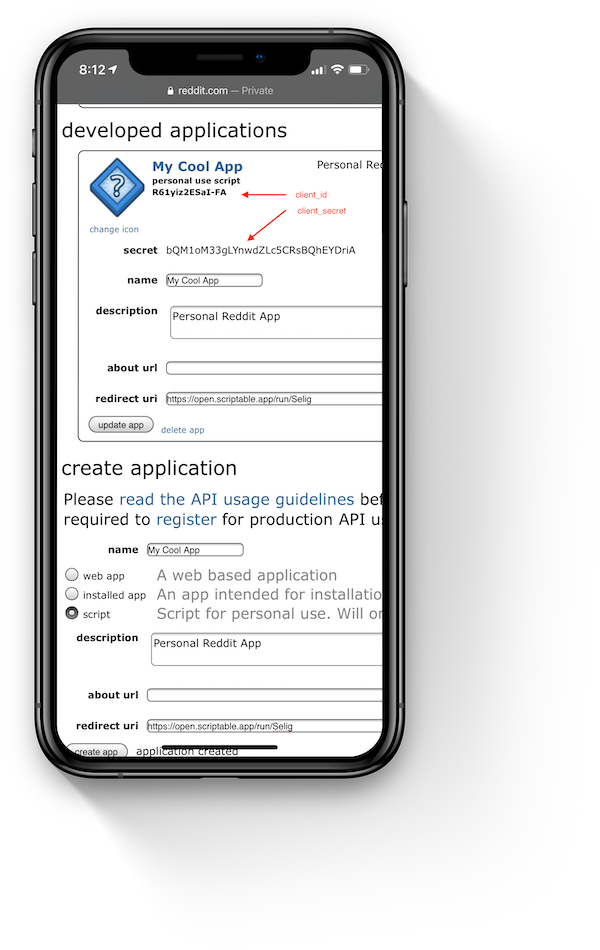 8:12
reddit.com — Private
developed applications
My Cool App
Personal Red
personal use script
R61yiz2ESaI-FA
client_id
client_secret
change icon
secret bQM1oM33gLYnwdZLc5CRsBQhEYDriA
name My Cool App
description Personal Reddit App
about url
redirect uri https://open.scriptable.app/run/Selig
update app delete app
create application
Please read the API usage guidelines bef
required to register for production API us
name My Cool App
web app A web based application
installed app An app intended for installatio
script Script for personal use. Will on
description Personal Reddit App
about url
redirect uri https://open.scriptable.app/run/Selig
create app application created